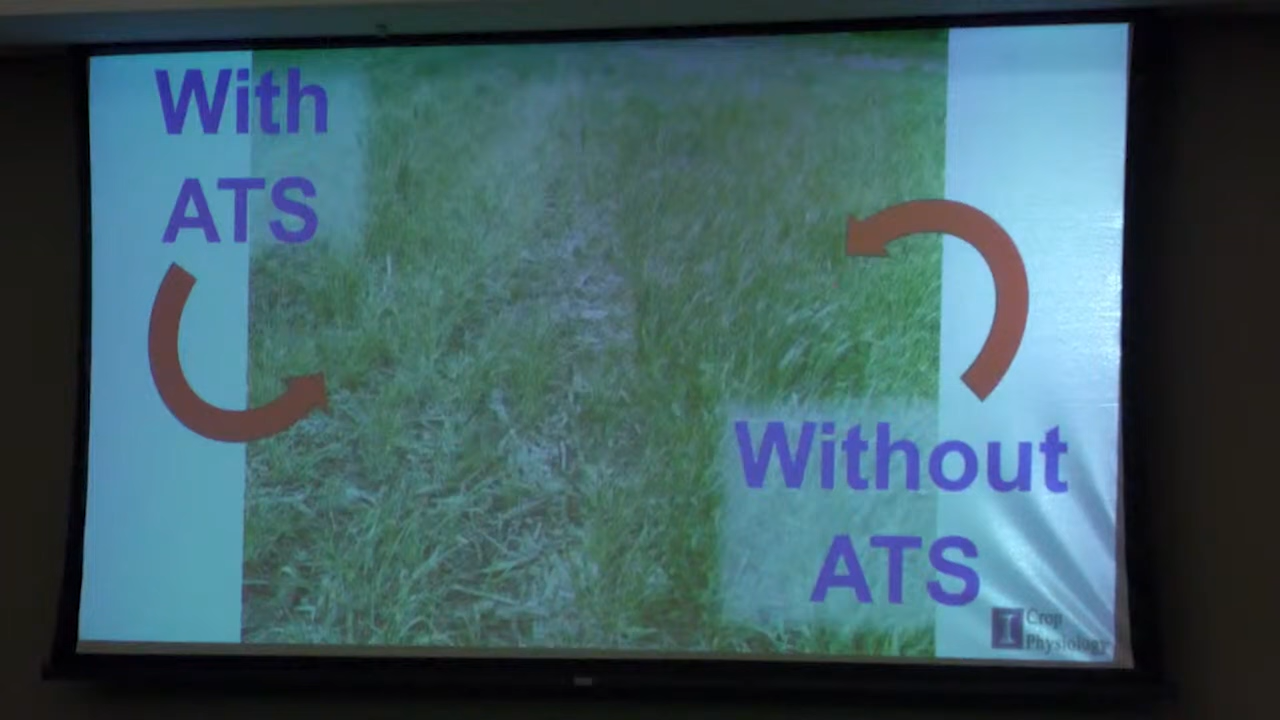 With
ATS
Without
ATS
I Crop
Physiology